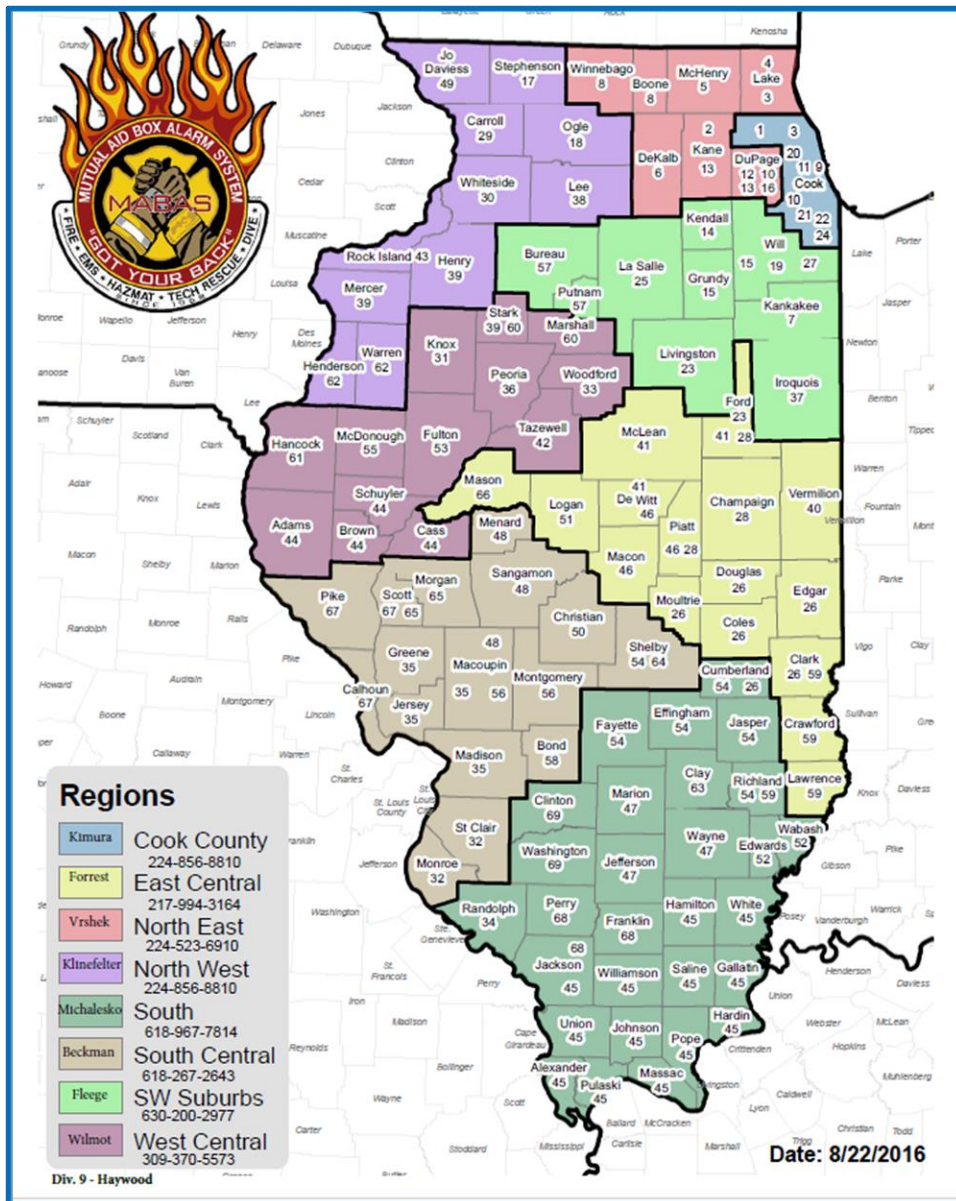 MUTUAL AID BOX ALARM SYSTEM
MABAS
"GOT YOUR BACK"
FIRE • EMS • HAZMAT • TECH RESCUE • DIVE
SINCE 1968
Kenosha
Grundy
Delaware
Dubuque
Jones
Jackson
Clinton
Cedar
Scott
Muscatine
Louisa
Jo Daviess 49
Stephenson 17
Winnebago 8
Boone 8
McHenry 5
4 Lake 3
Carroll 29
Ogle 18
DeKalb 6
2 Kane 13
DuPage 12 10 13 16
1 3 20 11 9 Cook 10 21 22 24
Whiteside 30
Lee 38
Kendall 14
Will 15 19 27
Rock Island 43
Henry 39
Bureau 57
La Salle 25
Grundy 15
Kankakee 7
Mercer 39
Putnam 57
Stark 39 60
Marshall 60
Knox 31
Warren 62
Henderson 62
Peoria 36
Woodford 33
Livingston 23
Ford 23
41 28
Iroquois 37
Hancock 61
McDonough 55
Fulton 53
Tazewell 42
McLean 41
Mason 66
Logan 51
41 De Witt 46
Champaign 28
Vermilion 40
Schuyler 44
Adams 44
Brown 44
Cass 44
Menard 48
Piatt 46 28
Macon 46
Douglas 26
Edgar 26
Moultrie 26
Coles 26
Pike 67
Scott 67 65
Morgan 65
Sangamon 48
Christian 50
Shelby 54 64
Cumberland 54 26
Clark 26 59
Greene 35
48
Macoupin 35 56
Montgomery 56
Calhoun 67
Jersey 35
Fayette 54
Effingham 54
Jasper 54
Crawford 59
Madison 35
Bond 58
Clay 63
Richland 54 59
Lawrence 59
Clinton 69
Marion 47
St Clair 32
Wayne 47
Edwards 52
Wabash 52
Monroe 32
Washington 69
Jefferson 47
Randolph 34
Perry 68
Franklin 68
Hamilton 45
White 45
68
Jackson 45
Williamson 45
Saline 45
Gallatin 45
Union 45
Johnson 45
Pope 45
Hardin 45
Alexander 45
Pulaski 45
Massac 45
Regions
Kimura Cook County
224-856-8810
Forrest East Central
217-994-3164
Vrshek North East
224-523-6910
Klinefelter North West
224-856-8810
Michalesko South
618-967-7814
Beckman South Central
618-267-2643
Fleege SW Suburbs
630-200-2977
Wilmot West Central
309-370-5573
Div. 9 - Haywood
Date: 8/22/2016